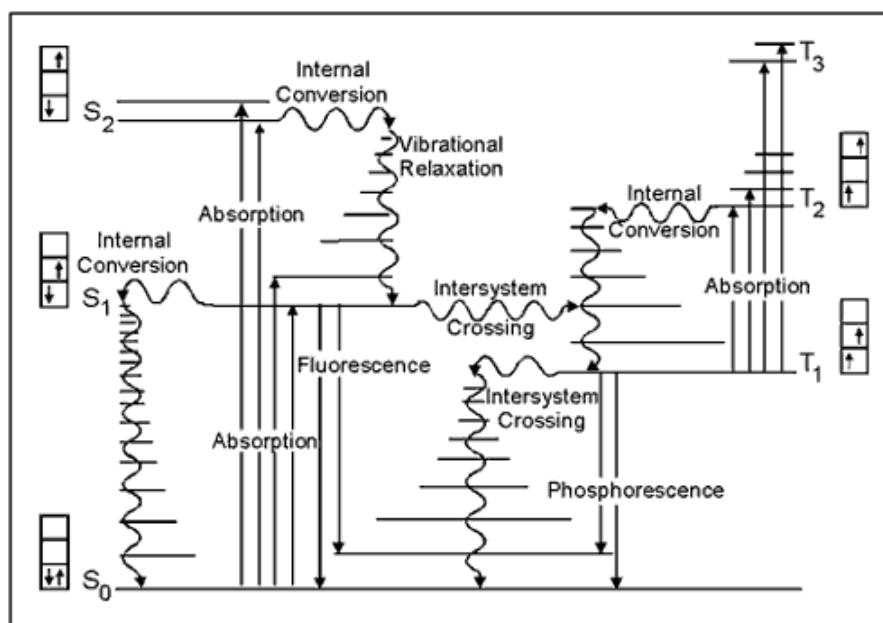 T3
Internal
Conversion
S2
Vibrational
Relaxation
Internal
Conversion
T2
Absorption
Internal
Conversion
S1
Intersystem
Crossing
Absorption
Fluorescence
T1
Intersystem
Crossing
Absorption
Phosphorescence
S0